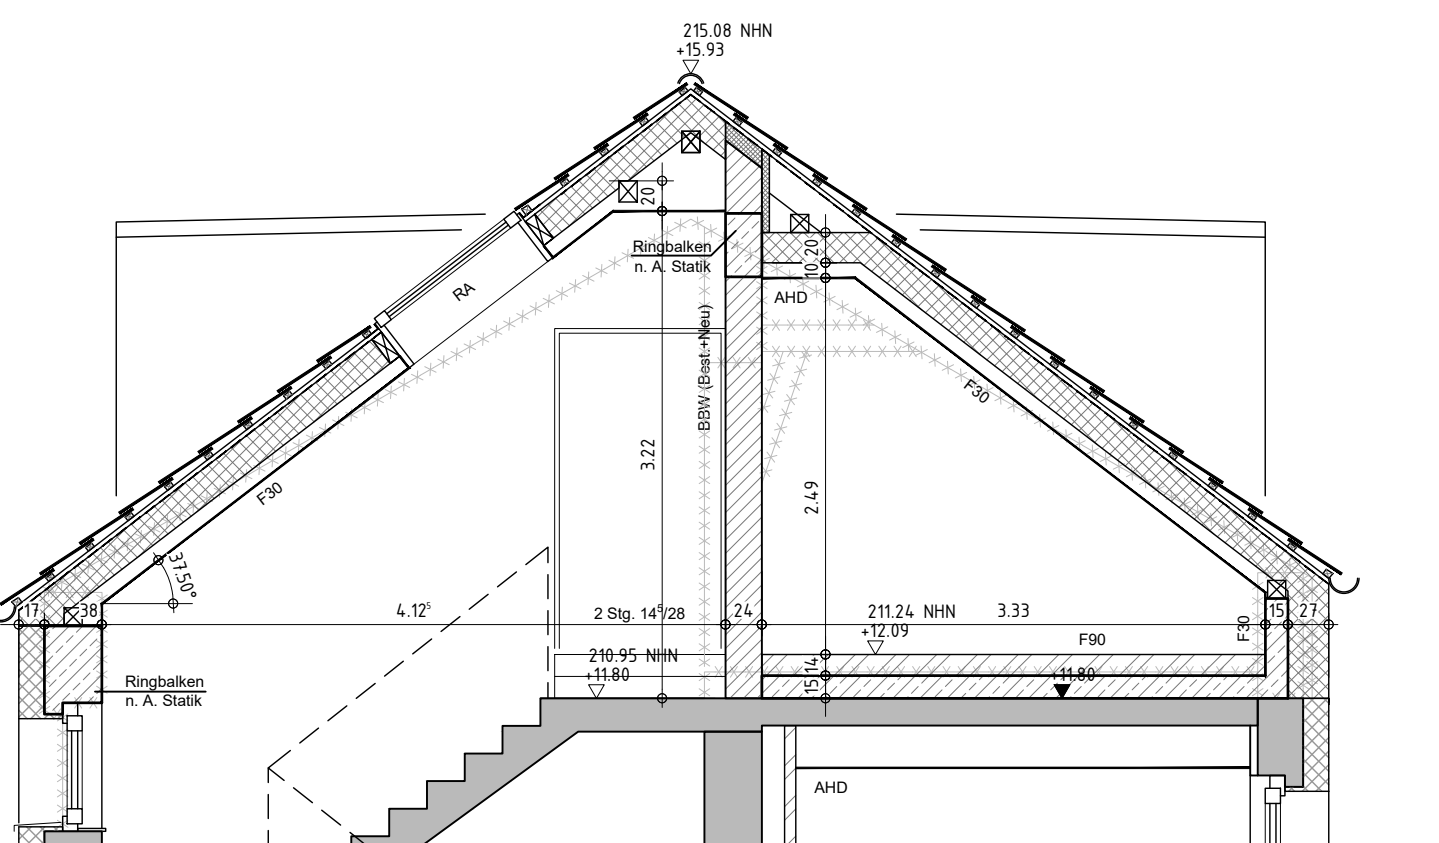 215.08 NHN
+15.93
20
Ringbalken
n. A. Statik
10 20
RA
AHD
BBW (Best.+Neu)
F30
3.22
2.49
F30
37.50°
17
38
4.12⁵
2 Stg. 14⁵/28
24
211.24 NHN
+12.09
3.33
15
27
F30
F90
210.95 NHN
+11.80
15 14
+11.80
Ringbalken
n. A. Statik
AHD